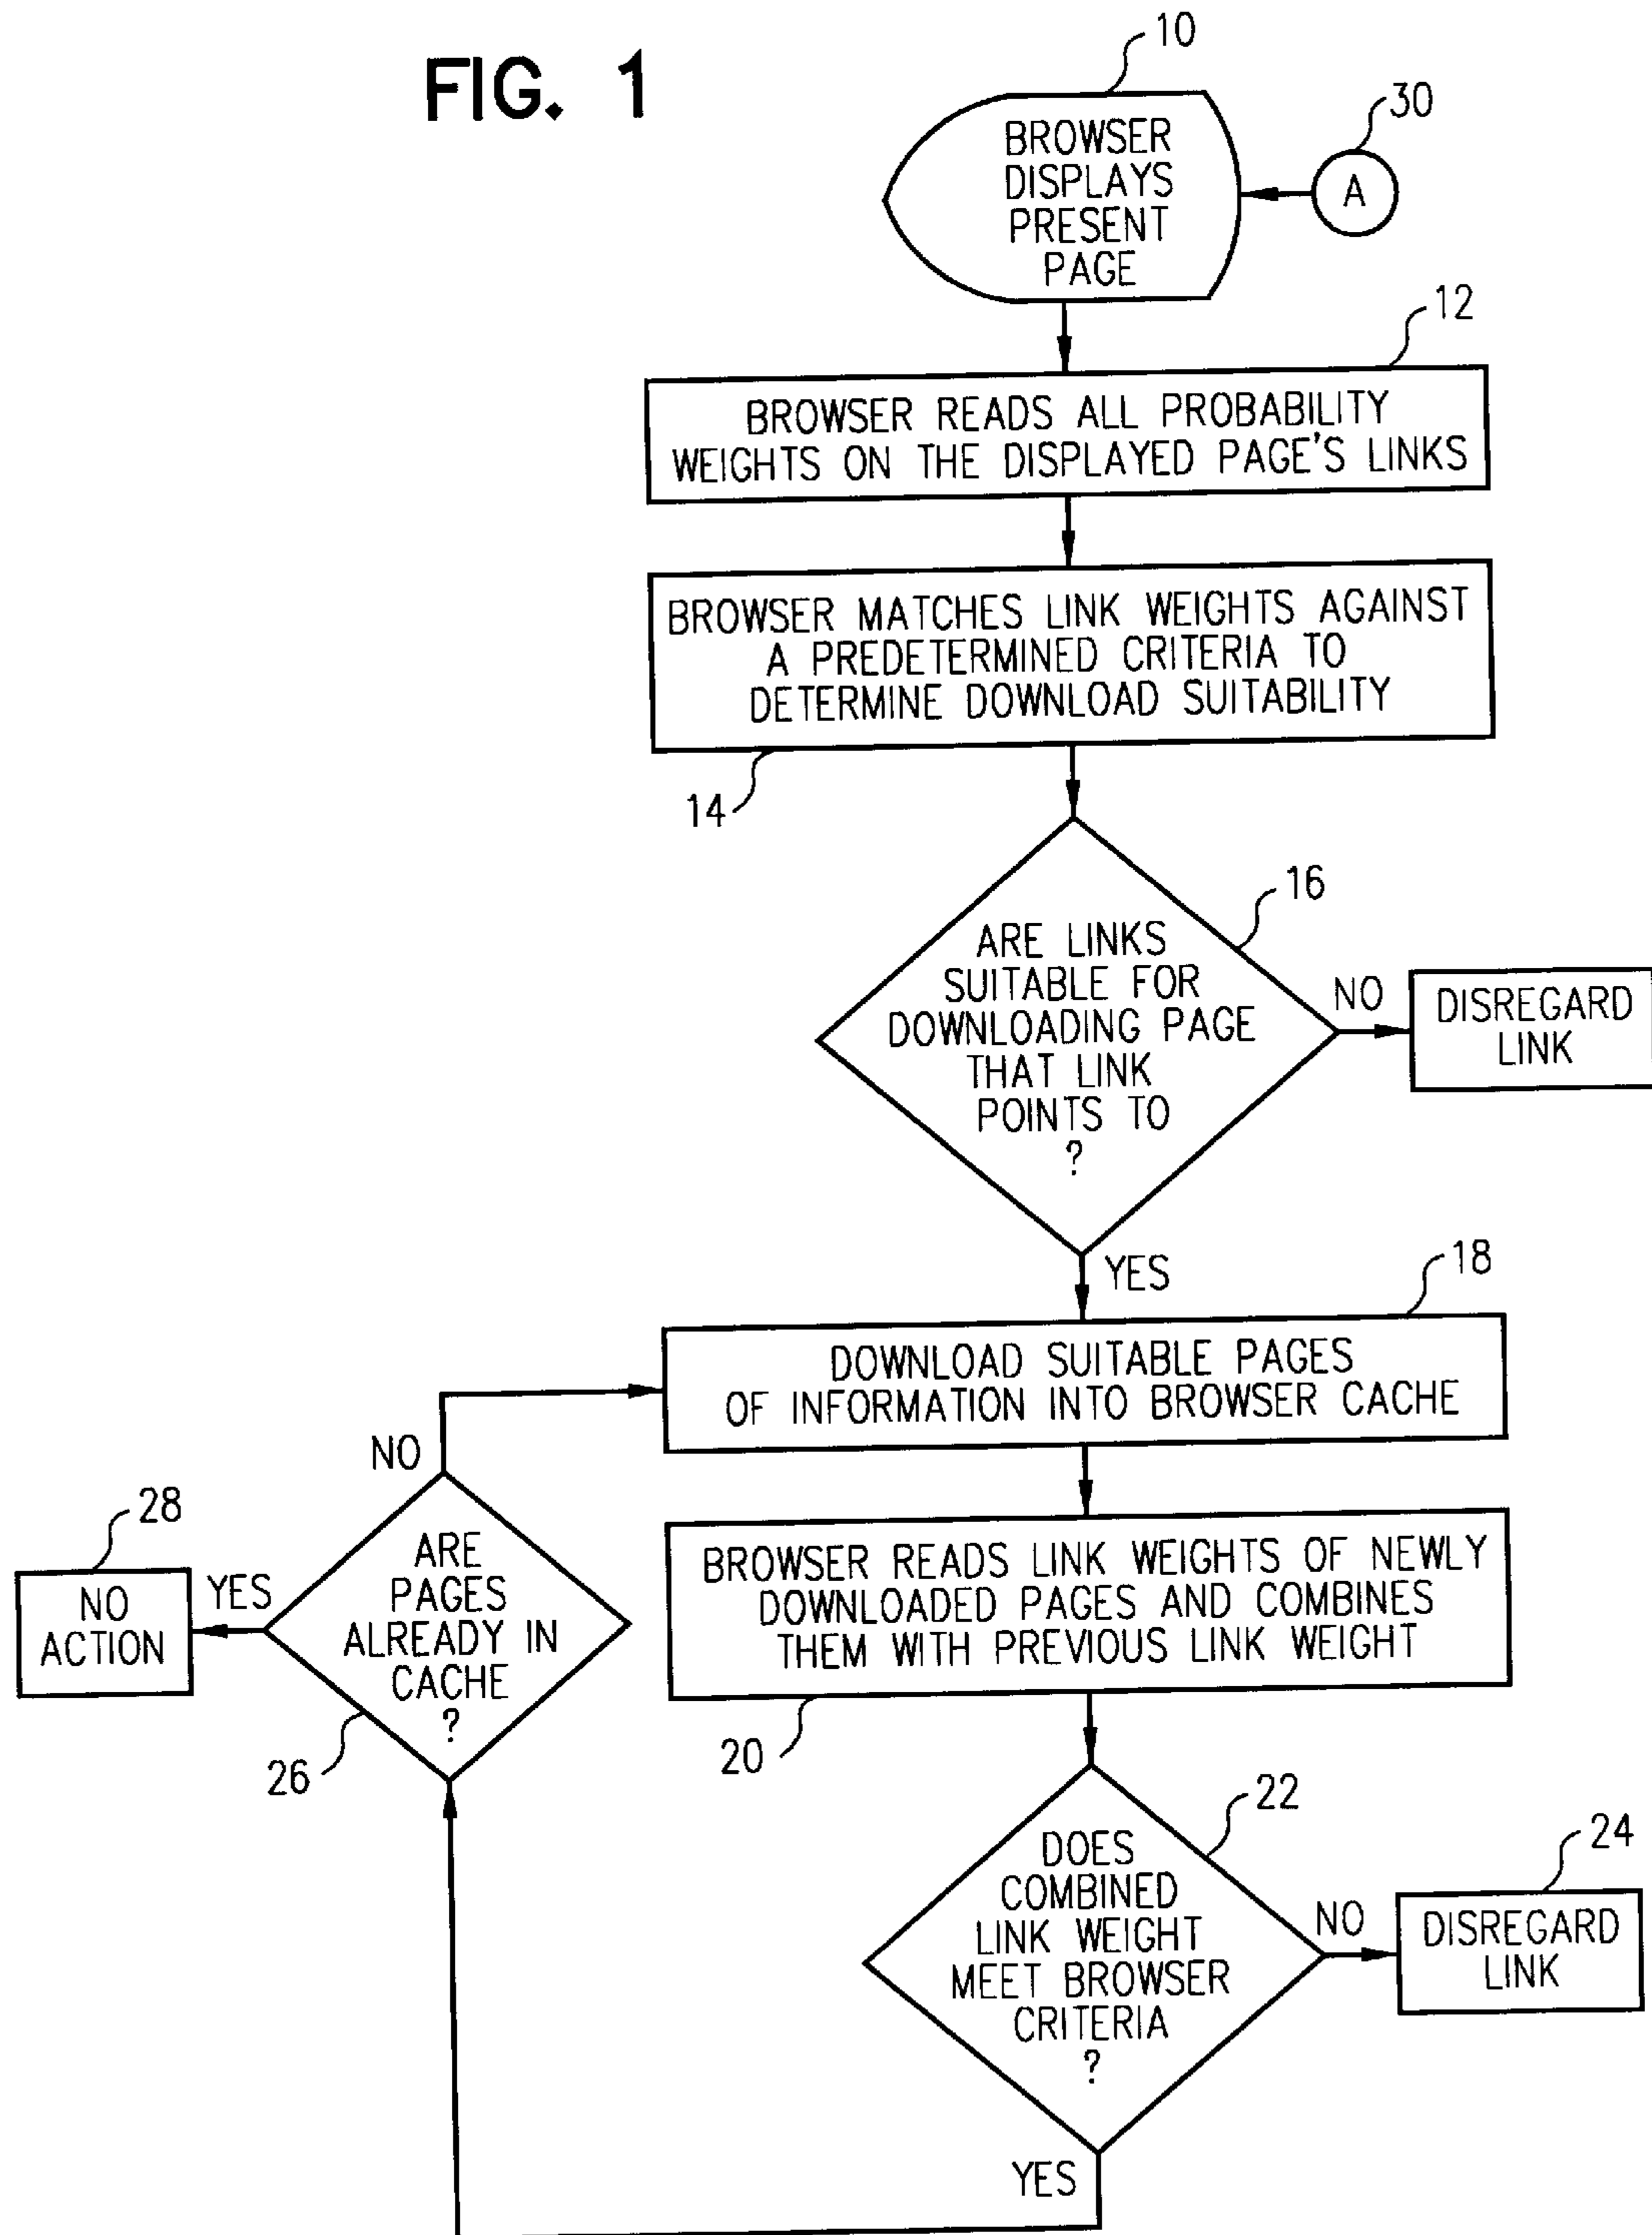 FIG. 1
10
BROWSER
DISPLAYS
PRESENT
PAGE
30
A
12
BROWSER READS ALL PROBABILITY
WEIGHTS ON THE DISPLAYED PAGE'S LINKS
BROWSER MATCHES LINK WEIGHTS AGAINST
A PREDETERMINED CRITERIA TO
DETERMINE DOWNLOAD SUITABILITY
14
16
ARE LINKS
SUITABLE FOR
DOWNLOADING PAGE
THAT LINK
POINTS TO
?
NO
DISREGARD
LINK
YES
18
DOWNLOAD SUITABLE PAGES
OF INFORMATION INTO BROWSER CACHE
NO
28
NO
ACTION
YES
ARE
PAGES
ALREADY IN
CACHE
?
26
BROWSER READS LINK WEIGHTS OF NEWLY
DOWNLOADED PAGES AND COMBINES
THEM WITH PREVIOUS LINK WEIGHT
20
22
DOES
COMBINED
LINK WEIGHT
MEET BROWSER
CRITERIA
?
NO
24
DISREGARD
LINK
YES